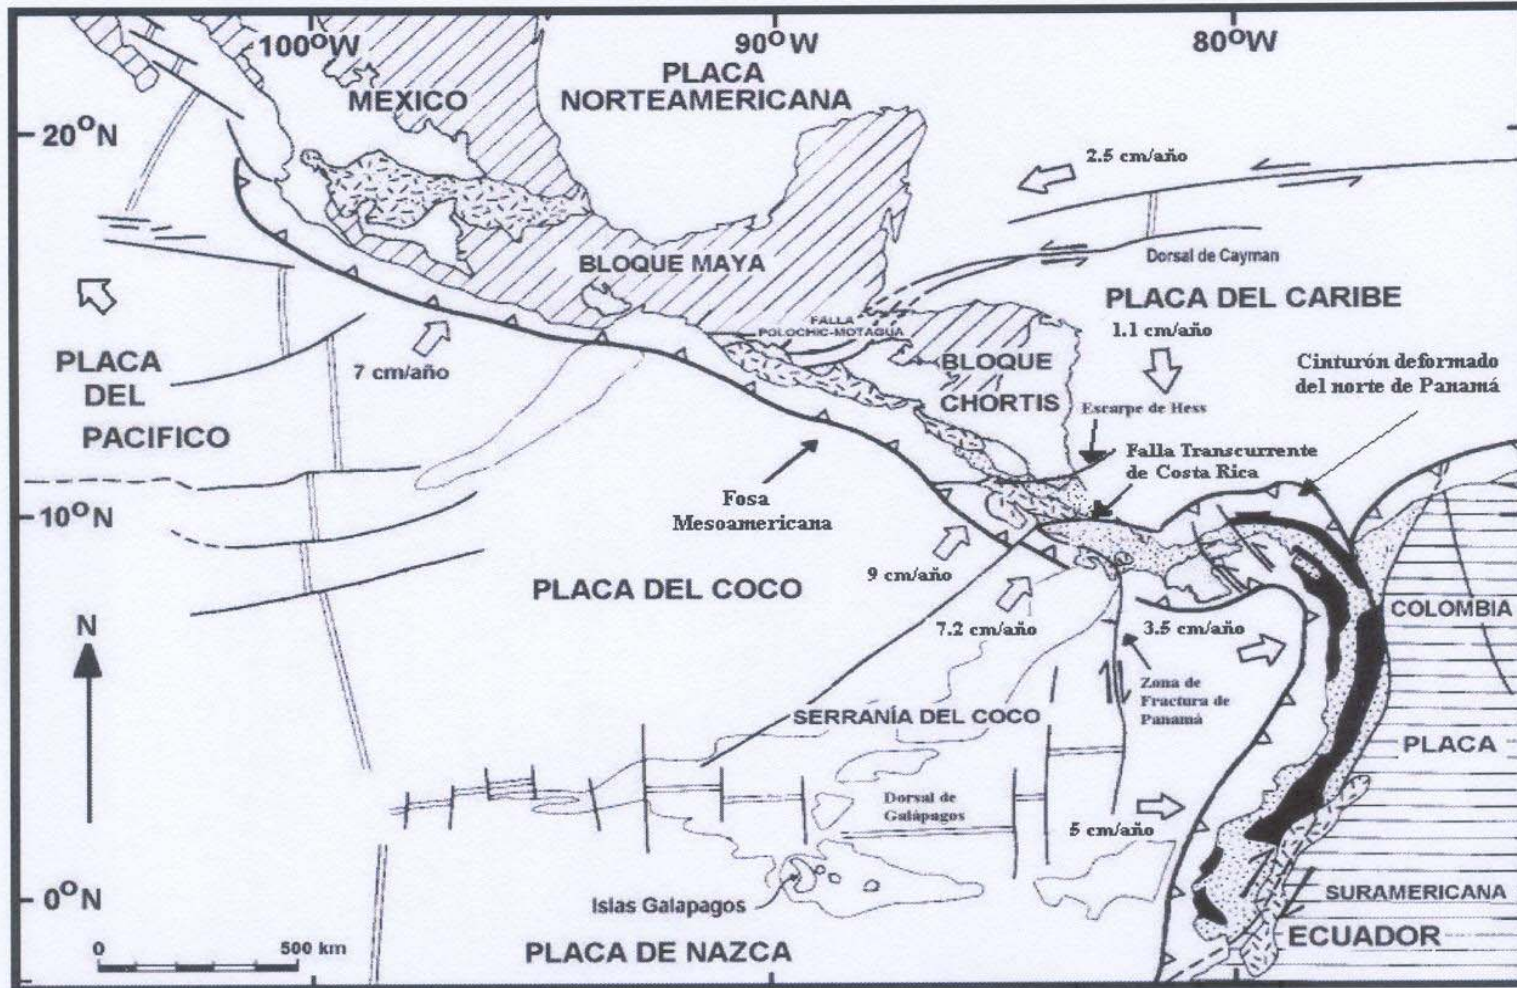 100°W
90°W
80°W
PLACA
NORTEAMERICANA
MEXICO
20°N
2.5 cm/año
BLOQUE MAYA
Dorsal de Cayman
PLACA DEL CARIBE
1.1 cm/año
FALLA
POLOCHIC-MOTAGUA
BLOQUE
CHORTIS
Cinturón deformado
del norte de Panamá
PLACA
DEL
PACIFICO
7 cm/año
Escarpe de Hess
Falla Transcurrente
de Costa Rica
Fosa
Mesoamericana
10°N
9 cm/año
PLACA DEL COCO
7.2 cm/año
3.5 cm/año
COLOMBIA
N
Zona de
Fractura de
Panamá
SERRANÍA DEL COCO
PLACA
Dorsal de
Galápagos
5 cm/año
0°N
Islas Galapagos
SURAMERICANA
ECUADOR
0
500 km
PLACA DE NAZCA